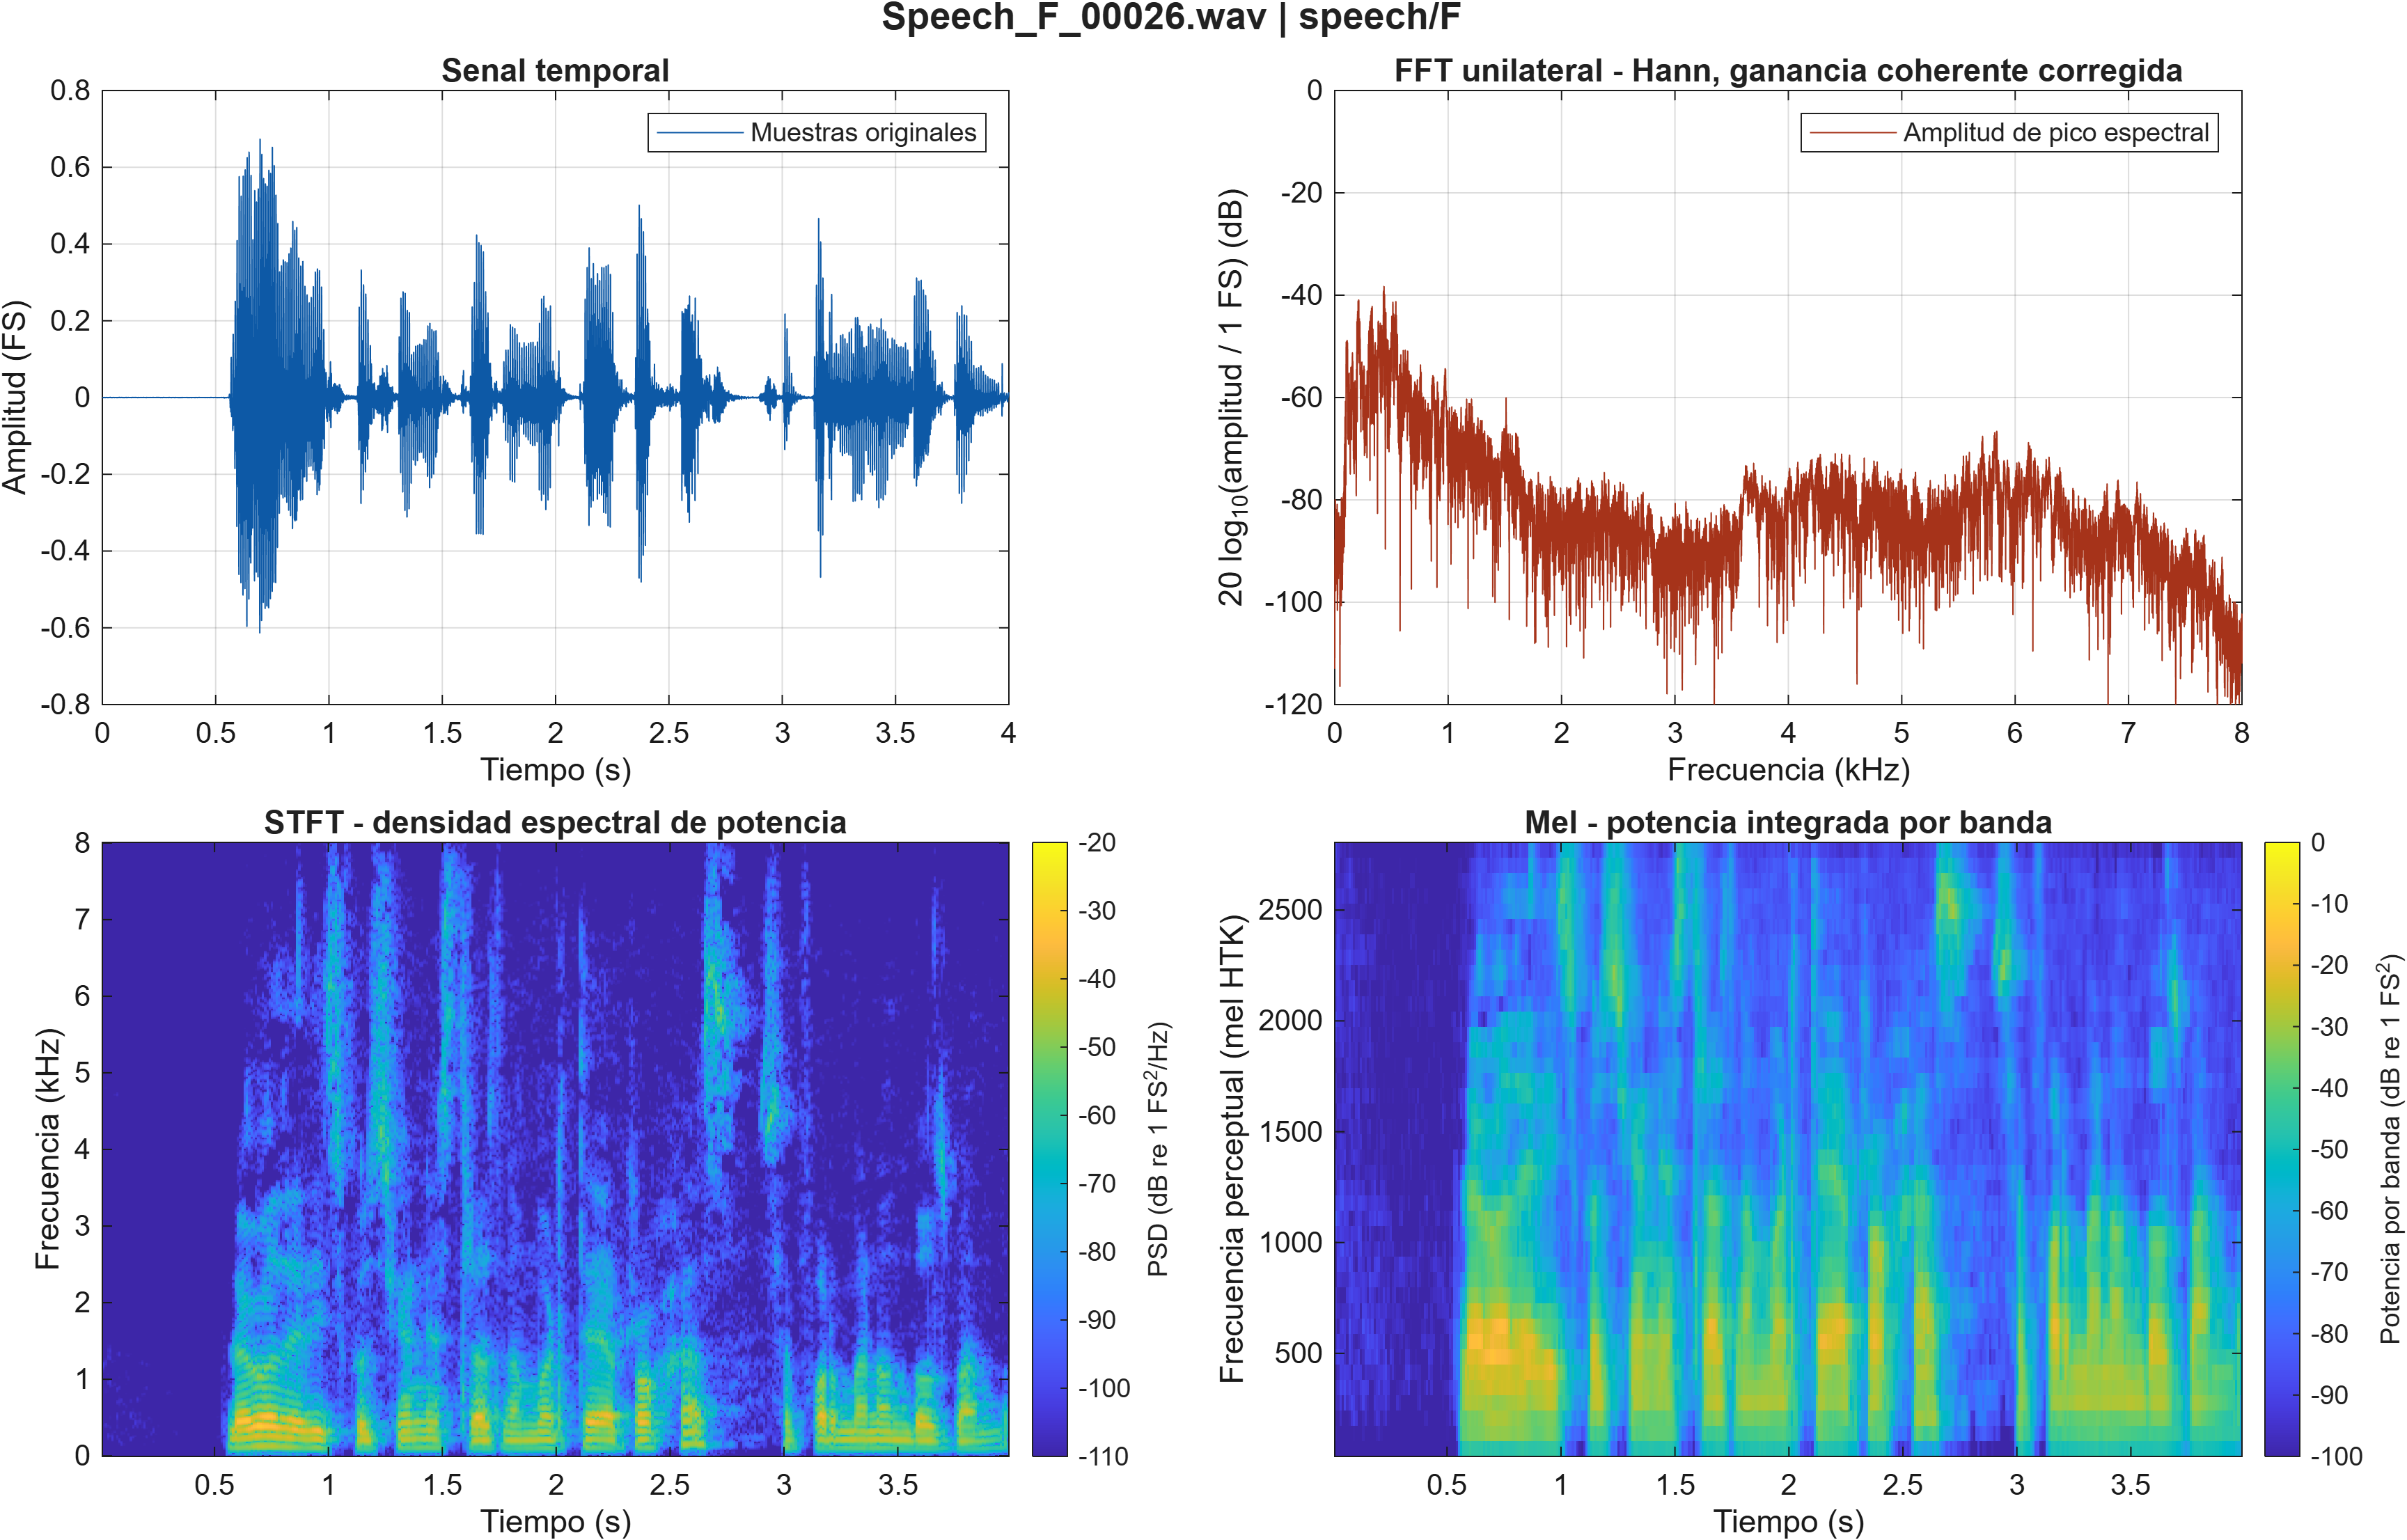 Speech_F_00026.wav | speech/F
Senal temporal
Muestras originales
Amplitud (FS)
0.8
0.6
0.4
0.2
0
-0.2
-0.4
-0.6
-0.8
0 0.5 1 1.5 2 2.5 3 3.5 4
Tiempo (s)
FFT unilateral - Hann, ganancia coherente corregida
Amplitud de pico espectral
20 log10(amplitud / 1 FS) (dB)
0
-20
-40
-60
-80
-100
-120
0 1 2 3 4 5 6 7 8
Frecuencia (kHz)
STFT - densidad espectral de potencia
Frecuencia (kHz)
8
7
6
5
4
3
2
1
0
0.5 1 1.5 2 2.5 3 3.5
Tiempo (s)
-20
-30
-40
-50
-60
-70
-80
-90
-100
-110
PSD (dB re 1 FS²/Hz)
Mel - potencia integrada por banda
Frecuencia perceptual (mel HTK)
2500
2000
1500
1000
500
0.5 1 1.5 2 2.5 3 3.5
Tiempo (s)
0
-10
-20
-30
-40
-50
-60
-70
-80
-90
-100
Potencia por banda (dB re 1 FS²)